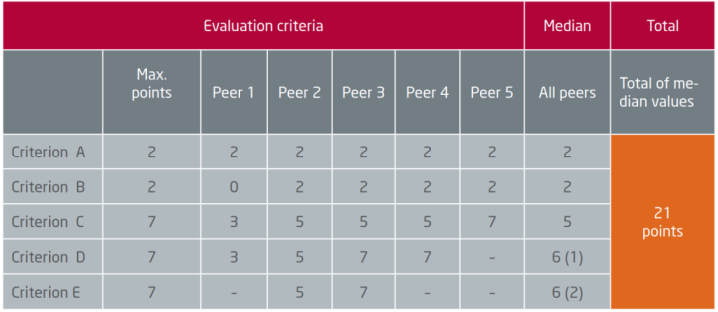 Evaluation criteria Median Total
Max. points Peer 1 Peer 2 Peer 3 Peer 4 Peer 5 All peers Total of me-
dian values
Criterion A 2 2 2 2 2 2 2
Criterion B 2 0 2 2 2 2 2
Criterion C 7 3 5 5 5 7 5
Criterion D 7 3 5 7 7 – 6 (1)
Criterion E 7 – 5 7 – – 6 (2)
21
points